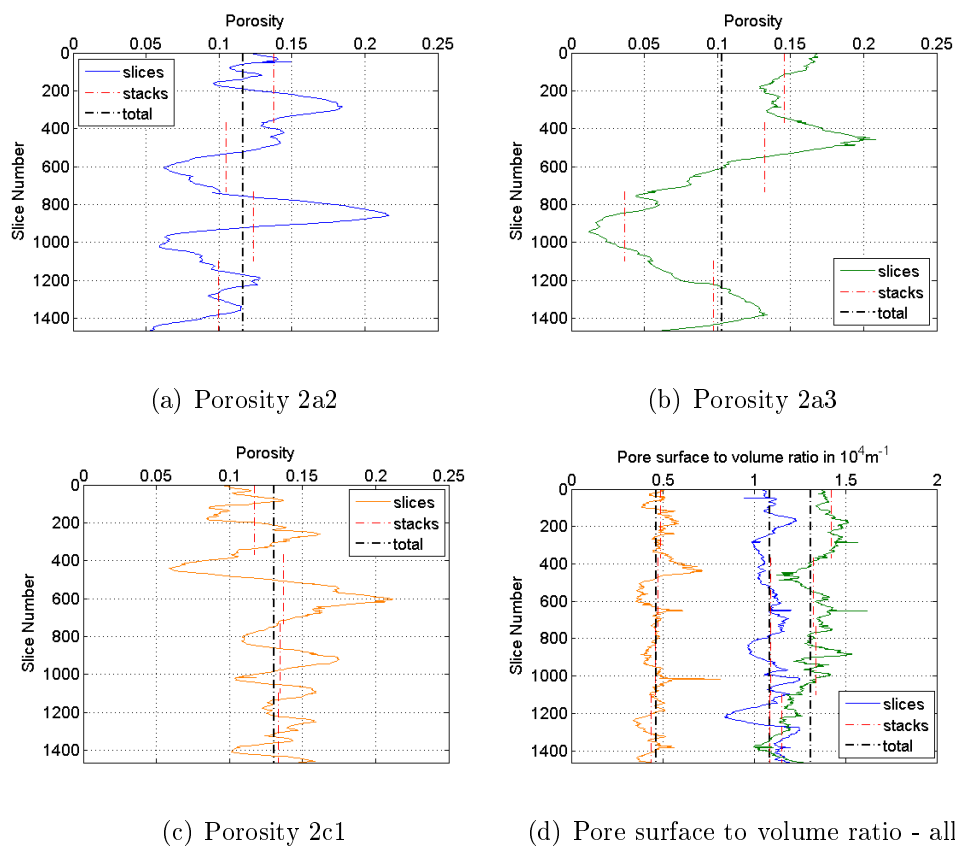 Porosity
0 0.05 0.1 0.15 0.2 0.25
0
200
400
600
800
1000
1200
1400
Slice Number
slices
stacks
total
(a) Porosity 2a2
Porosity
0 0.05 0.1 0.15 0.2 0.25
0
200
400
600
800
1000
1200
1400
Slice Number
slices
stacks
total
(b) Porosity 2a3
Porosity
0 0.05 0.1 0.15 0.2 0.25
0
200
400
600
800
1000
1200
1400
Slice Number
slices
stacks
total
(c) Porosity 2c1
Pore surface to volume ratio in 10⁴m⁻¹
0 0.5 1 1.5 2
0
200
400
600
800
1000
1200
1400
Slice Number
slices
stacks
total
(d) Pore surface to volume ratio - all